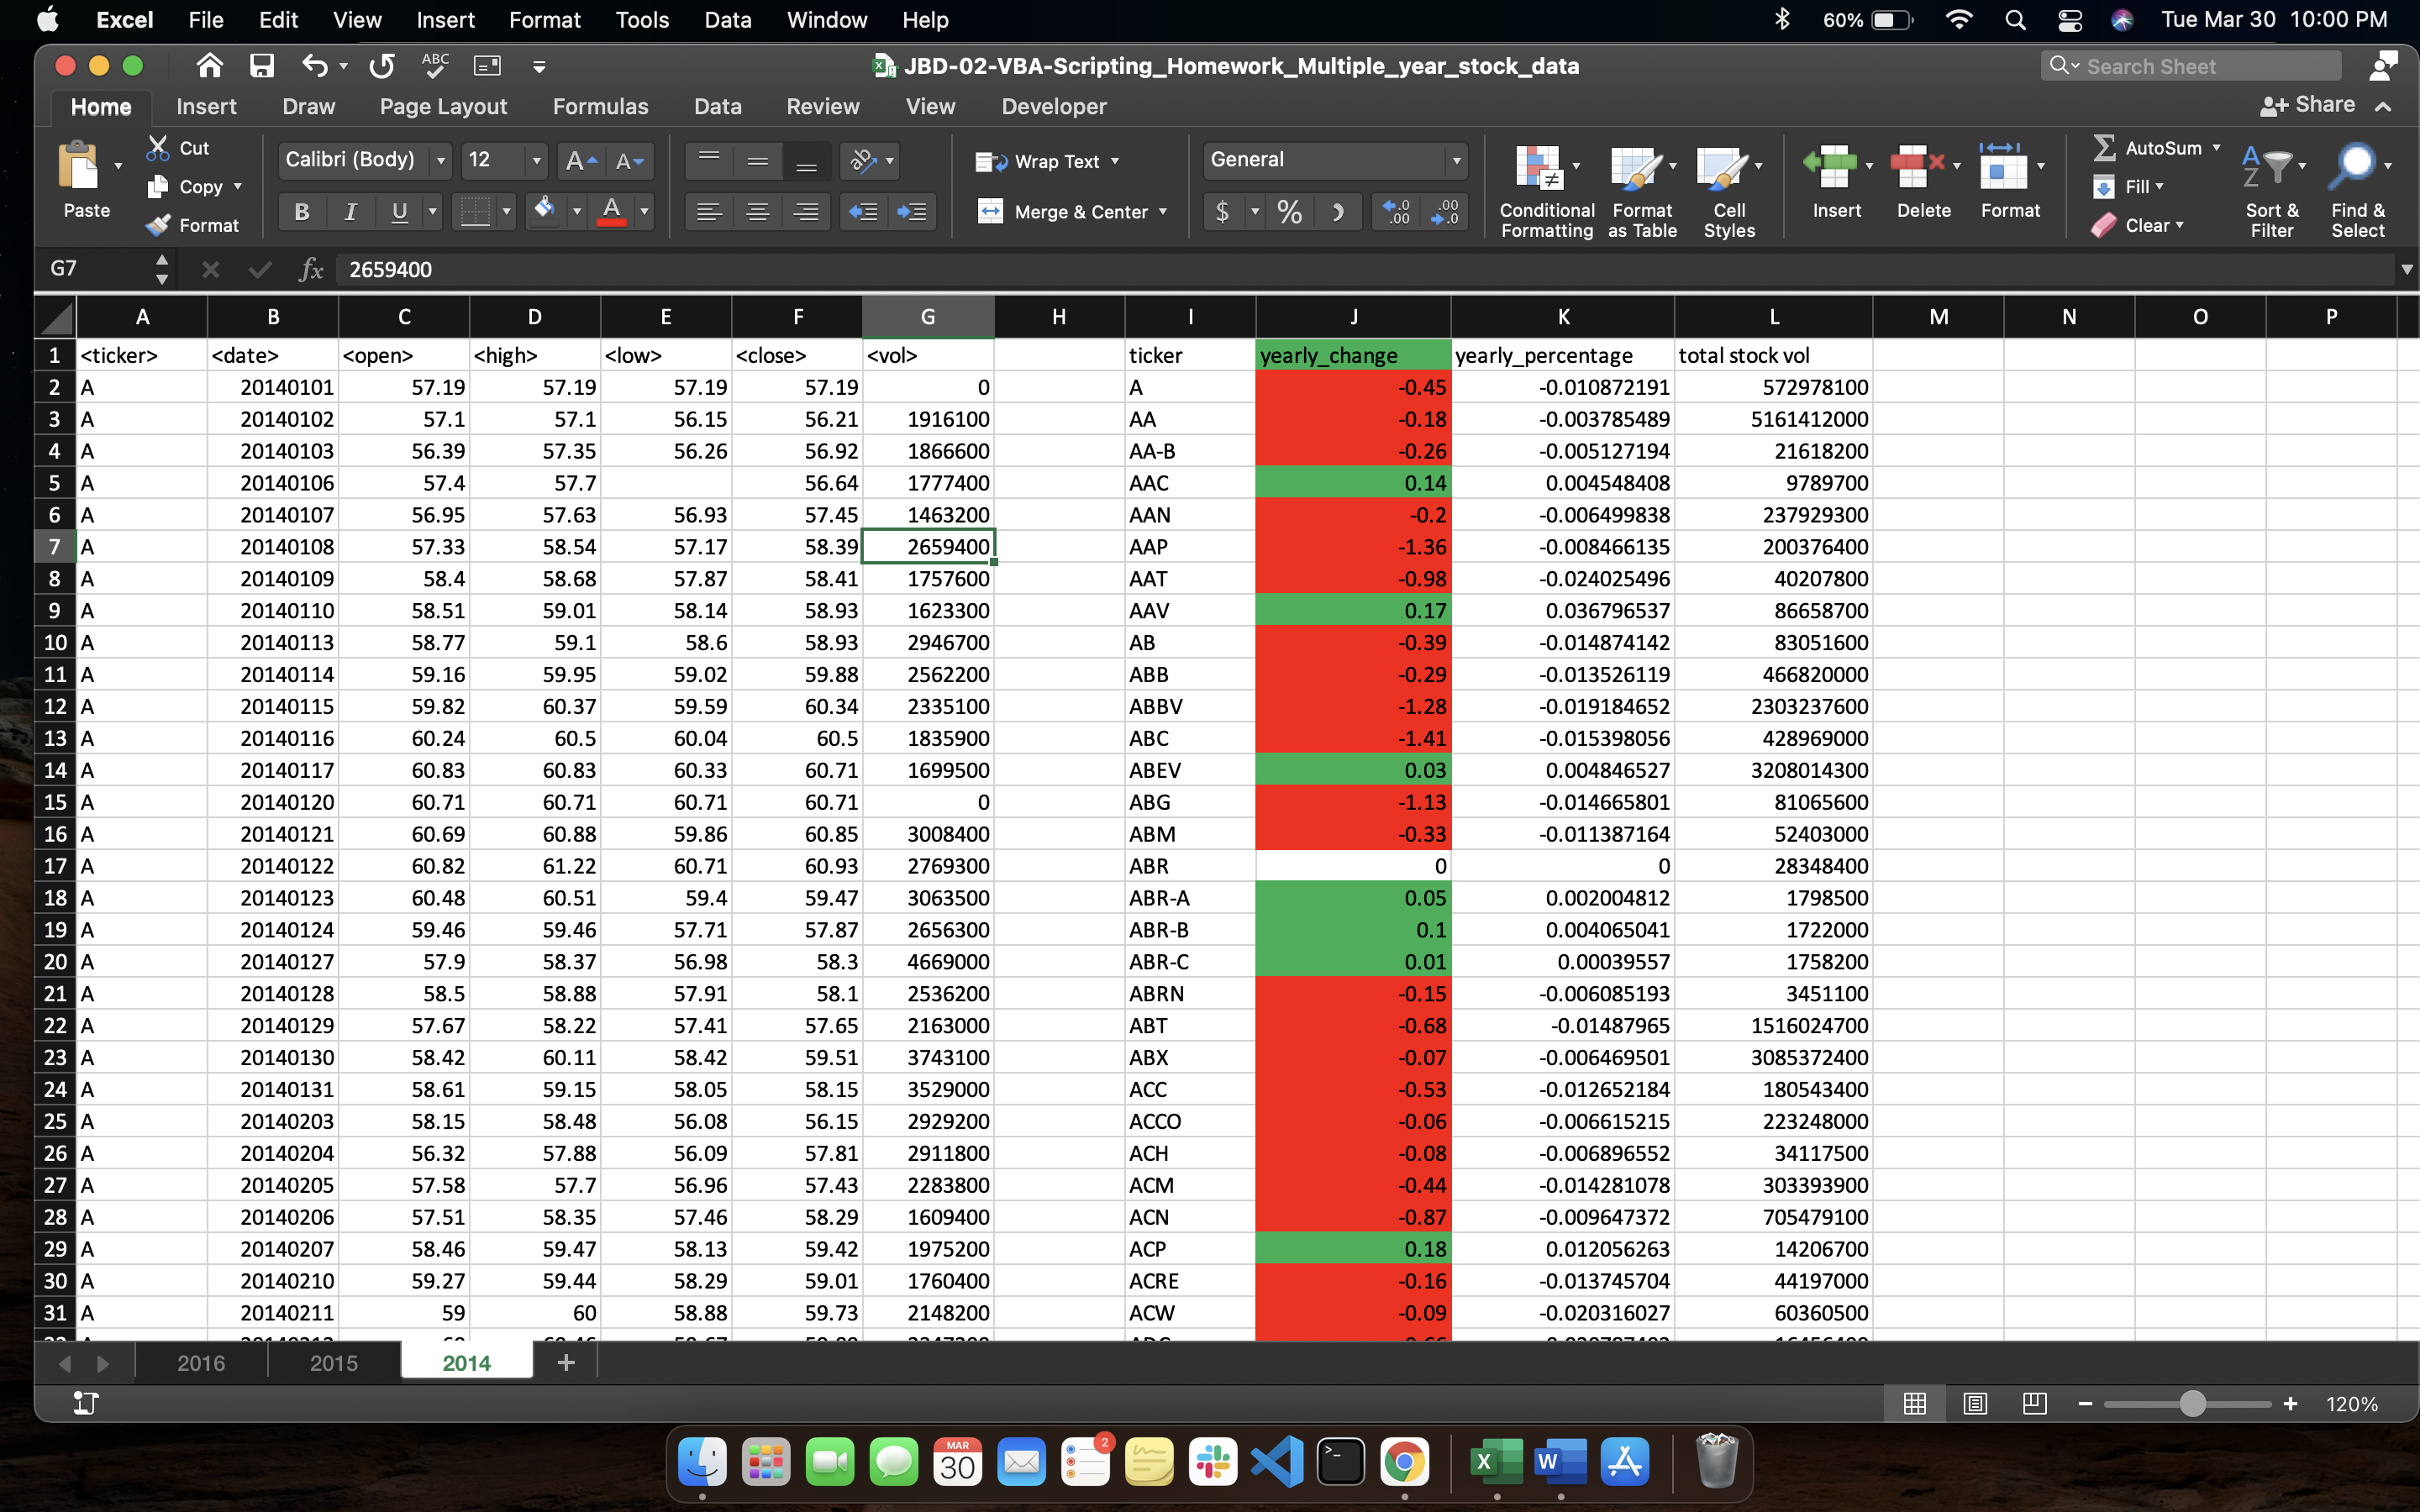 Excel File Edit View Insert Format Tools Data Window Help 60% Tue Mar 30 10:00 PM
ABC JBD-02-VBA-Scripting_Homework_Multiple_year_stock_data Search Sheet
Home Insert Draw Page Layout Formulas Data Review View Developer Share
Paste Cut Copy Format Calibri (Body) 12 Wrap Text Merge & Center General Conditional Formatting Format as Table Cell Styles Insert Delete Format AutoSum Fill Clear Sort & Filter Find & Select
G7 fx 2659400
A B C D E F G H I J K L M N O P
1 <ticker> <date> <open> <high> <low> <close> <vol> ticker yearly_change yearly_percentage total stock vol
2 A 20140101 57.19 57.19 57.19 57.19 0 A -0.45 -0.010872191 572978100
3 A 20140102 57.1 57.1 56.15 56.21 1916100 AA -0.18 -0.003785489 5161412000
4 A 20140103 56.39 57.35 56.26 56.92 1866600 AA-B -0.26 -0.005127194 21618200
5 A 20140106 57.4 57.7 56.64 1777400 AAC 0.14 0.004548408 9789700
6 A 20140107 56.95 57.63 56.93 57.45 1463200 AAN -0.2 -0.006499838 237929300
7 A 20140108 57.33 58.54 57.17 58.39 2659400 AAP -1.36 -0.008466135 200376400
8 A 20140109 58.4 58.68 57.87 58.41 1757600 AAT -0.98 -0.024025496 40207800
9 A 20140110 58.51 59.01 58.14 58.93 1623300 AAV 0.17 0.036796537 86658700
10 A 20140113 58.77 59.1 58.6 58.93 2946700 AB -0.39 -0.014874142 83051600
11 A 20140114 59.16 59.95 59.02 59.88 2562200 ABB -0.29 -0.013526119 466820000
12 A 20140115 59.82 60.37 59.59 60.34 2335100 ABBV -1.28 -0.019184652 2303237600
13 A 20140116 60.24 60.5 60.04 60.5 1835900 ABC -1.41 -0.015398056 428969000
14 A 20140117 60.83 60.83 60.33 60.71 1699500 ABEV 0.03 0.004846527 3208014300
15 A 20140120 60.71 60.71 60.71 60.71 0 ABG -1.13 -0.014665801 81065600
16 A 20140121 60.69 60.88 59.86 60.85 3008400 ABM -0.33 -0.011387164 52403000
17 A 20140122 60.82 61.22 60.71 60.93 2769300 ABR 0 0 28348400
18 A 20140123 60.48 60.51 59.4 59.47 3063500 ABR-A 0.05 0.002004812 1798500
19 A 20140124 59.46 59.46 57.71 57.87 2656300 ABR-B 0.1 0.004065041 1722000
20 A 20140127 57.9 58.37 56.98 58.3 4669000 ABR-C 0.01 0.00039557 1758200
21 A 20140128 58.5 58.88 57.91 58.1 2536200 ABRN -0.15 -0.006085193 3451100
22 A 20140129 57.67 58.22 57.41 57.65 2163000 ABT -0.68 -0.01487965 1516024700
23 A 20140130 58.42 60.11 58.42 59.51 3743100 ABX -0.07 -0.006469501 3085372400
24 A 20140131 58.61 59.15 58.05 58.15 3529000 ACC -0.53 -0.012652184 180543400
25 A 20140203 58.15 58.48 56.08 56.15 2929200 ACCO -0.06 -0.006615215 223248000
26 A 20140204 56.32 57.88 56.09 57.81 2911800 ACH -0.08 -0.006896552 34117500
27 A 20140205 57.58 57.7 56.96 57.43 2283800 ACM -0.44 -0.014281078 303393900
28 A 20140206 57.51 58.35 57.46 58.29 1609400 ACN -0.87 -0.009647372 705479100
29 A 20140207 58.46 59.47 58.13 59.42 1975200 ACP 0.18 0.012056263 14206700
30 A 20140210 59.27 59.44 58.29 59.01 1760400 ACRE -0.16 -0.013745704 44197000
31 A 20140211 59 60 58.88 59.73 2148200 ACW -0.09 -0.020316027 60360500
2016 2015 2014 +
120%
MAR 30 2 X W